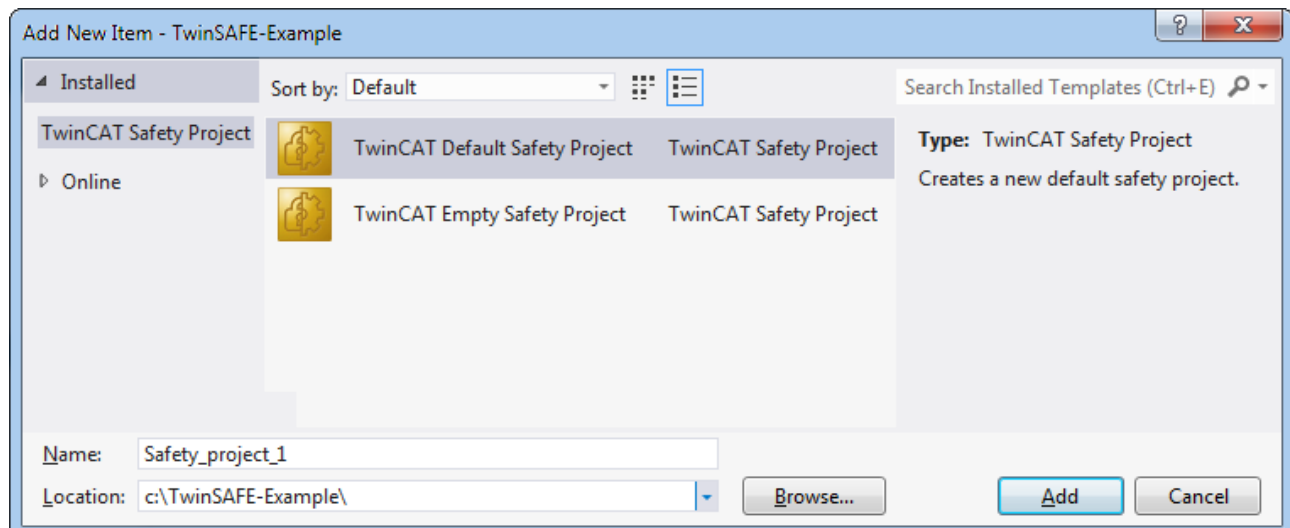 Add New Item - TwinSAFE-Example
Installed
Sort by: Default
Search Installed Templates (Ctrl+E)
TwinCAT Safety Project
Online
TwinCAT Default Safety Project TwinCAT Safety Project
TwinCAT Empty Safety Project TwinCAT Safety Project
Type: TwinCAT Safety Project
Creates a new default safety project.
Name: Safety_project_1
Location: c:\TwinSAFE-Example\
Browse...
Add
Cancel